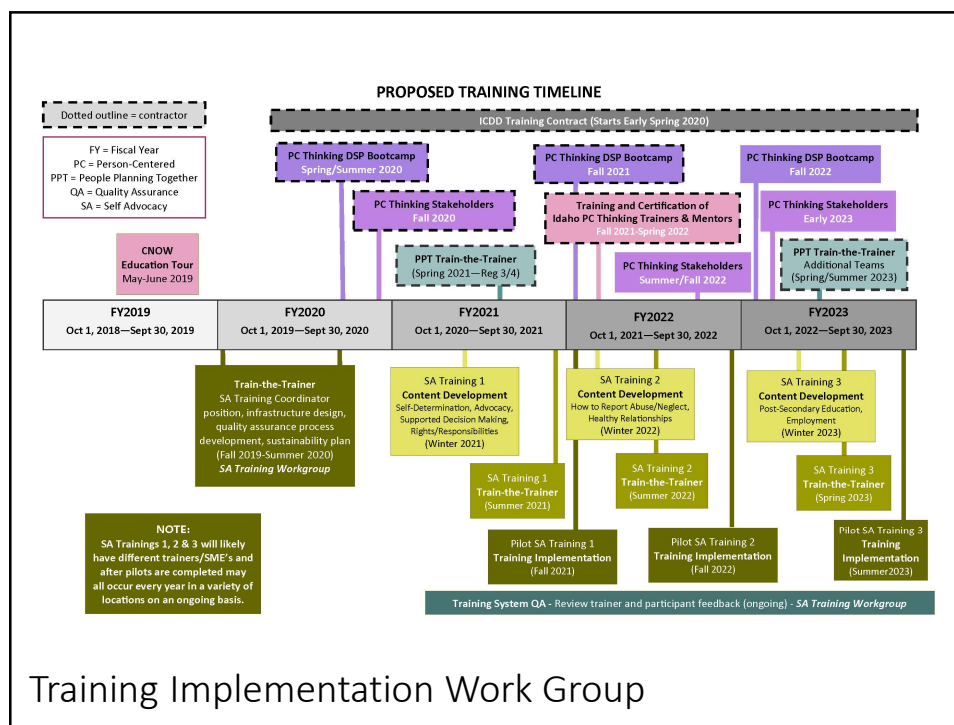 PROPOSED TRAINING TIMELINE
Dotted outline = contractor
ICDD Training Contract (Starts Early Spring 2020)
FY = Fiscal Year
PC = Person-Centered
PPT = People Planning Together
QA = Quality Assurance
SA = Self Advocacy
PC Thinking DSP Bootcamp
Spring/Summer 2020
PC Thinking DSP Bootcamp
Fall 2021
PC Thinking DSP Bootcamp
Fall 2022
PC Thinking Stakeholders
Fall 2020
Training and Certification of
Idaho PC Thinking Trainers & Mentors
Fall 2021-Spring 2022
PC Thinking Stakeholders
Early 2023
CNOW
Education Tour
May-June 2019
PPT Train-the-Trainer
(Spring 2021—Reg 3/4)
PC Thinking Stakeholders
Summer/Fall 2022
PPT Train-the-Trainer
Additional Teams
(Spring/Summer 2023)
FY2019
Oct 1, 2018—Sept 30, 2019
FY2020
Oct 1, 2019—Sept 30, 2020
FY2021
Oct 1, 2020—Sept 30, 2021
FY2022
Oct 1, 2021—Sept 30, 2022
FY2023
Oct 1, 2022—Sept 30, 2023
Train-the-Trainer
SA Training Coordinator
position, infrastructure design,
quality assurance process
development, sustainability plan
(Fall 2019-Summer 2020)
SA Training Workgroup
SA Training 1
Content Development
Self-Determination, Advocacy,
Supported Decision Making,
Rights/Responsibilities
(Winter 2021)
SA Training 2
Content Development
How to Report Abuse/Neglect,
Healthy Relationships
(Winter 2022)
SA Training 3
Content Development
Post-Secondary Education,
Employment
(Winter 2023)
SA Training 1
Train-the-Trainer
(Summer 2021)
SA Training 2
Train-the-Trainer
(Summer 2022)
SA Training 3
Train-the-Trainer
(Spring 2023)
NOTE:
SA Trainings 1, 2 & 3 will likely
have different trainers/SME's and
after pilots are completed may
all occur every year in a variety of
locations on an ongoing basis.
Pilot SA Training 1
Training Implementation
(Fall 2021)
Pilot SA Training 2
Training Implementation
(Fall 2022)
Pilot SA Training 3
Training
Implementation
(Summer2023)
Training System QA - Review trainer and participant feedback (ongoing) - SA Training Workgroup
Training Implementation Work Group